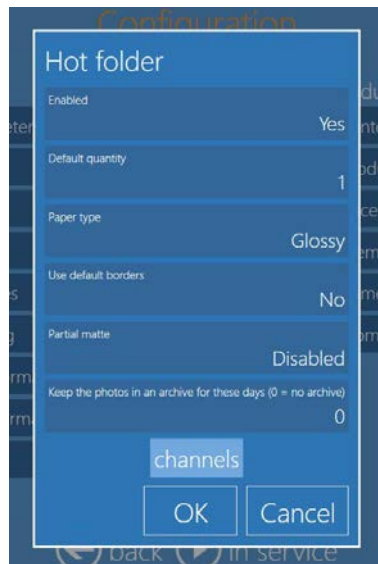 Configuration
Hot folder
Enabled
Yes
Default quantity
1
Paper type
Glossy
Use default borders
No
Partial matte
Disabled
Keep the photos in an archive for these days (0 = no archive)
0
channels
OK
Cancel
back
in service